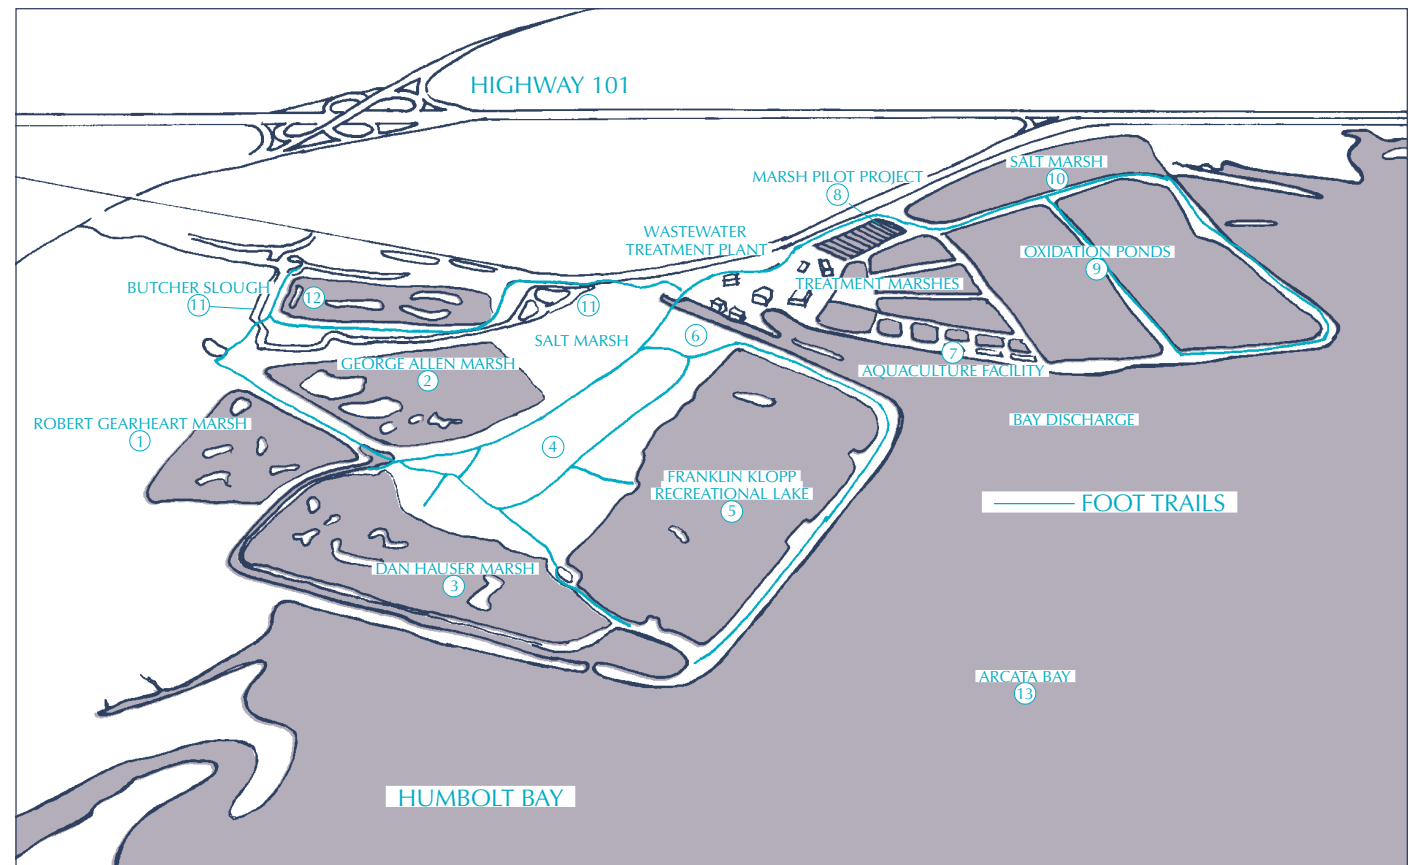 HIGHWAY 101
SALT MARSH
10
MARSH PILOT PROJECT
8
WASTEWATER
TREATMENT PLANT
OXIDATION PONDS
9
TREATMENT MARSHES
BUTCHER SLOUGH
11
12
11
6
SALT MARSH
7
AQUACULTURE FACILITY
GEORGE ALLEN MARSH
2
ROBERT GEARHEART MARSH
1
BAY DISCHARGE
4
FRANKLIN KLOPP
RECREATIONAL LAKE
5
FOOT TRAILS
DAN HAUSER MARSH
3
ARCATA BAY
13
HUMBOLT BAY